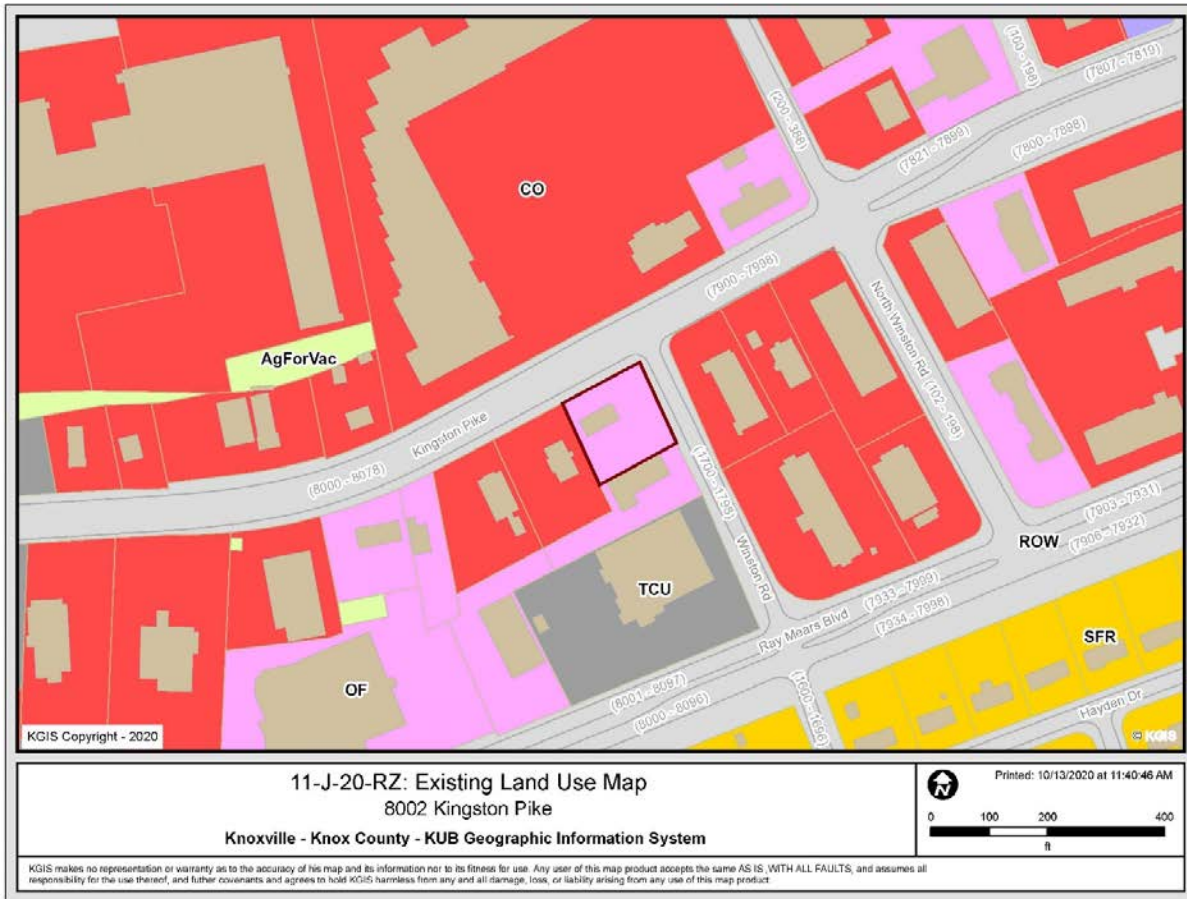 (100 - 198)
(7807 - 7819)
(200 - 388)
(7821 - 7899)
(7800 - 7898)
CO
(7900 - 7998)
North Winston Rd
(102 - 198)
AgForVac
Kingston Pike
(8000 - 8078)
(1700 - 1798)
Winston Rd
(7903 - 7931)
(7906 - 7932)
ROW
TCU
(7933 - 7999)
Ray Mears Blvd
(7934 - 7998)
SFR
OF
(8001 - 8097)
(8000 - 8096)
(1600 - 1696)
Hayden Dr
KGIS Copyright - 2020
© KGIS
11-J-20-RZ: Existing Land Use Map
8002 Kingston Pike
Knoxville - Knox County - KUB Geographic Information System
N
Printed: 10/13/2020 at 11:40:46 AM
0 100 200 400
ft
KGIS makes no representation or warranty as to the accuracy of his map and its information nor to its fitness for use. Any user of this map product accepts the same AS IS ,WITH ALL FAULTS, and assumes all
responsibility for the use thereof, and futher covenants and agrees to hold KGIS harmless from any and all damage, loss, or liability arising from any use of this map product.